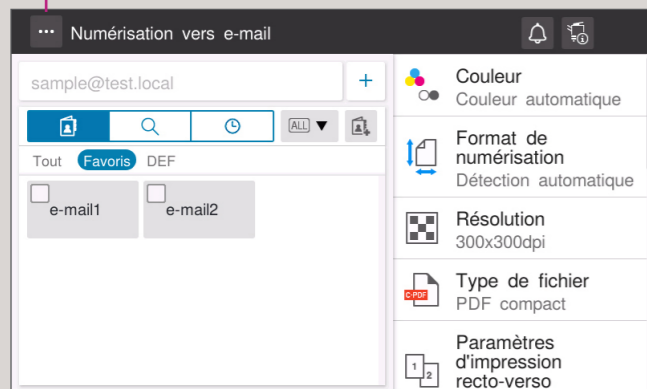 Numérisation vers e-mail
sample@test.local
+
ALL
Tout Favoris DEF
e-mail1 e-mail2
Couleur
Couleur automatique
Format de
numérisation
Détection automatique
Résolution
300x300dpi
C-PDF
Type de fichier
PDF compact
1 2
Paramètres
d'impression
recto-verso